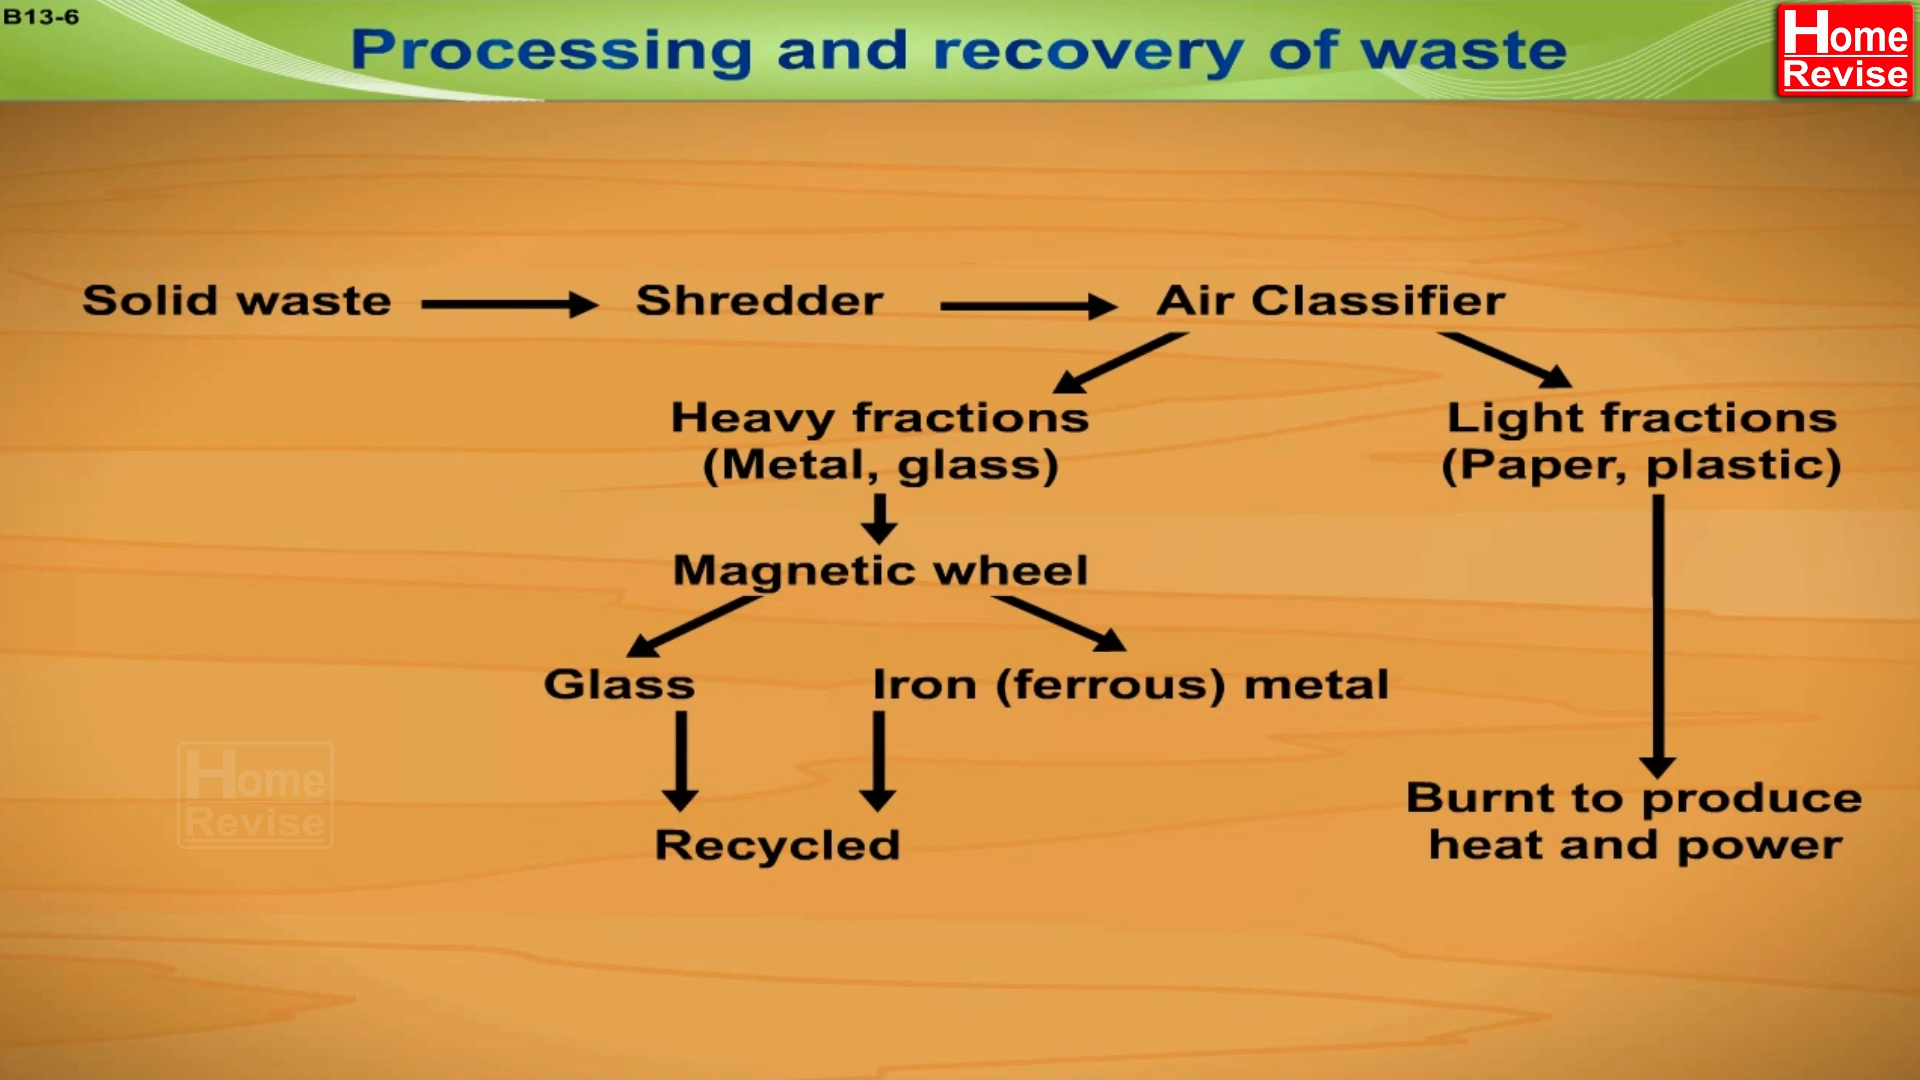 B13-6
Processing and recovery of waste
Home
Revise
Solid waste
Shredder
Air Classifier
Heavy fractions
(Metal, glass)
Light fractions
(Paper, plastic)
Magnetic wheel
Glass
Iron (ferrous) metal
Recycled
Burnt to produce
heat and power
Home
Revise